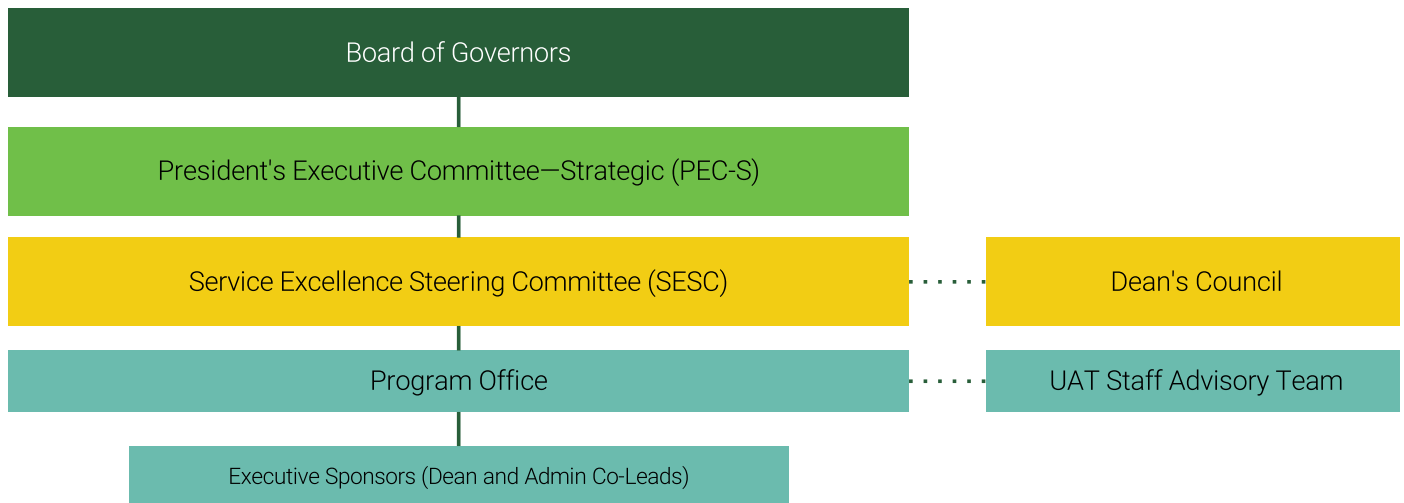 Board of Governors
President's Executive Committee—Strategic (PEC-S)
Service Excellence Steering Committee (SESC)
Dean's Council
Program Office
UAT Staff Advisory Team
Executive Sponsors (Dean and Admin Co-Leads)